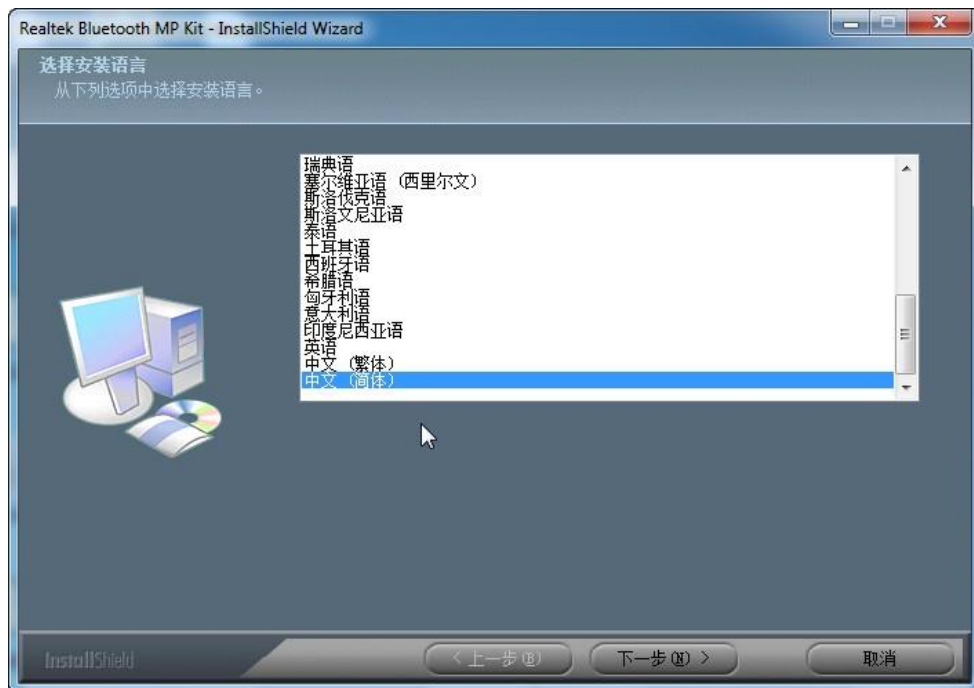 Realtek Bluetooth MP Kit - InstallShield Wizard
选择安装语言
从下列选项中选择安装语言。
瑞典语
塞尔维亚语 (西里尔文)
斯洛伐克语
斯洛文尼亚语
泰语
土耳其语
西班牙语
希腊语
匈牙利语
意大利语
印度尼西亚语
英语
中文 (繁体)
中文 (简体)
InstallShield
< 上一步(B)
下一步(N) >
取消